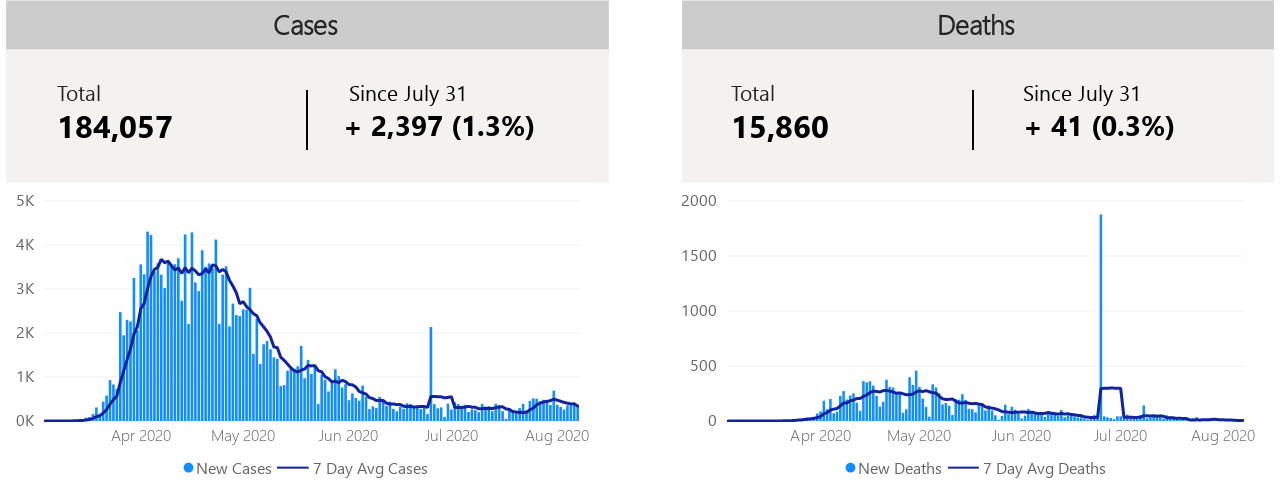 Cases
Total
Since July 31
184,057
+ 2,397 (1.3%)
5K
4K
3K
2K
1K
0K
Apr 2020
May 2020
Jun 2020
Jul 2020
Aug 2020
New Cases
7 Day Avg Cases
Deaths
Total
Since July 31
15,860
+ 41 (0.3%)
2000
1500
1000
500
0
Apr 2020
May 2020
Jun 2020
Jul 2020
Aug 2020
New Deaths
7 Day Avg Deaths